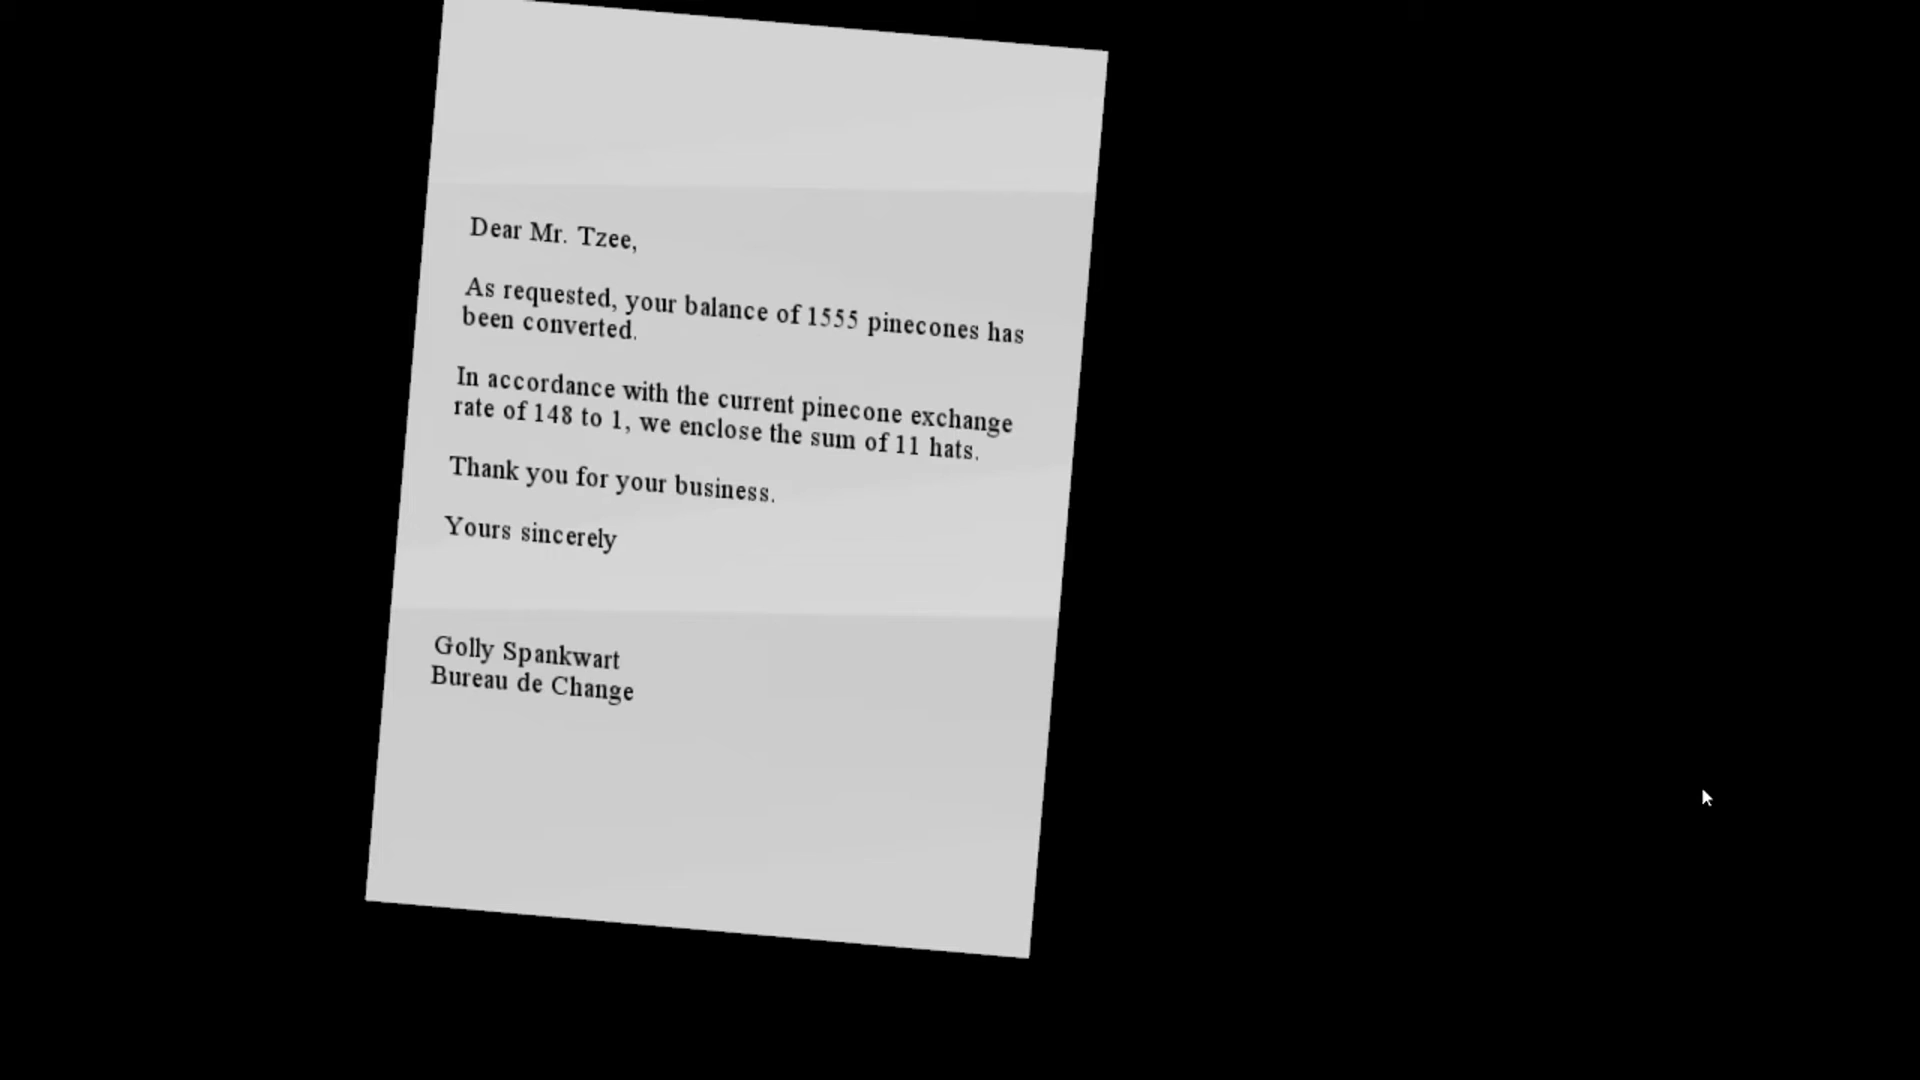 Dear Mr. Tzee,
As requested, your balance of 1555 pinecones has
been converted.
In accordance with the current pinecone exchange
rate of 148 to 1, we enclose the sum of 11 hats.
Thank you for your business.
Yours sincerely
Golly Spankwart
Bureau de Change